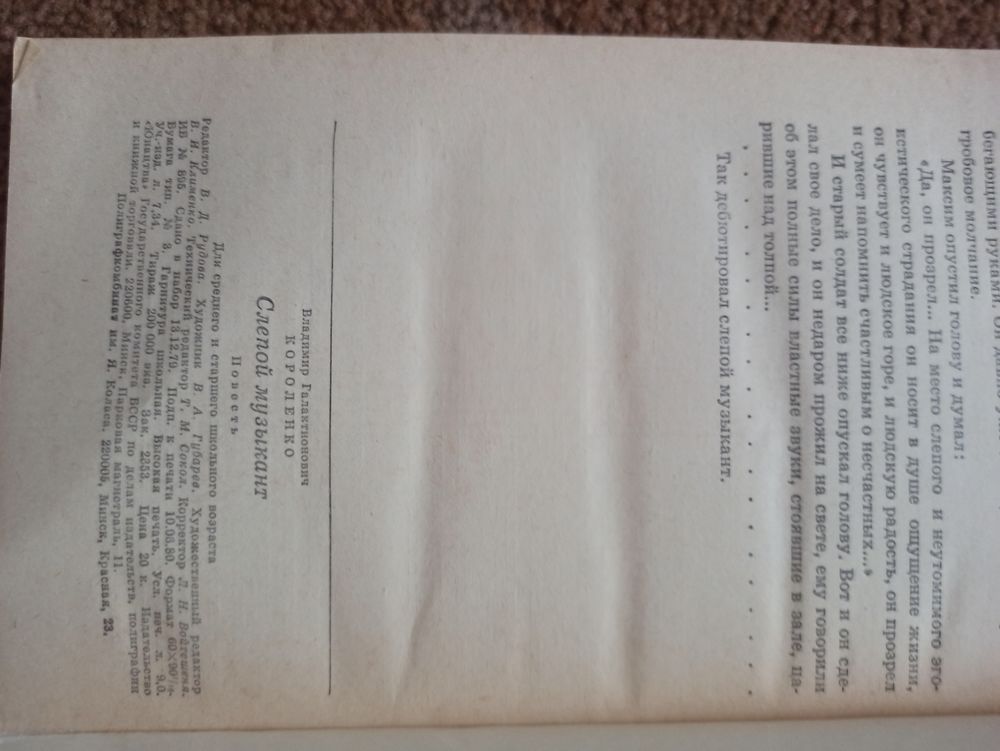 бегающими руками.
гробовое молчание.
Максим опустил голову и думал:
«Да, он прозрел... На место слепого и неутомимого эго-
истического страдания он носит в душе ощущение жизни,
он чувствует и людское горе, и людскую радость, он прозрел
и сумеет напомнить счастливым о несчастных...»
И старый солдат все ниже опускал голову. Вот и он сде-
лал свое дело, и он недаром прожил на свете, ему говорили
об этом полные силы властные звуки, стоявшие в зале, ца-
рившие над толпой...
. . . . . . . . . . . . . . . . . . . .
Так дебютировал слепой музыкант.
Владимир Галактионович
КОРОЛЕНКО
Слепой музыкант
Повесть
Для среднего и старшего школьного возраста
Редактор В. Д. Рудова. Художник В. А. Губарев. Художественный редактор
В. И. Клименко. Технический редактор Т. М. Сокол. Корректор Л. Н. Войтешеня.
ИБ № 895. Сдано в набор 13.12.79. Подп. к печати 10.06.80. Формат 60×90¹/₁₆.
Бумага тип. № 3. Гарнитура школьная. Высокая печать. Усл. печ. л. 9,0.
Уч.-изд. л. 7,34. Тираж 200 000 экз. Зак. 2253. Цена 20 к. Издательство
«Юнацтва» Государственного комитета БССР по делам издательств, полиграфии
и книжной торговли. 220600, Минск, Парковая магистраль, 11.
Полиграфкомбинат им. Я. Коласа. 220005, Минск, Красная, 23.